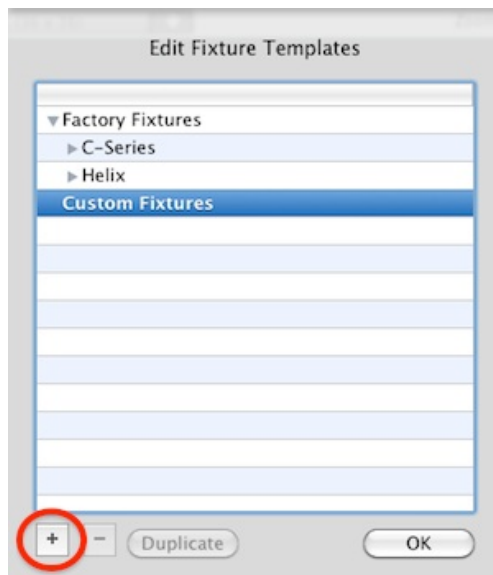 Edit Fixture Templates
Factory Fixtures
C-Series
Helix
Custom Fixtures
+ - Duplicate OK